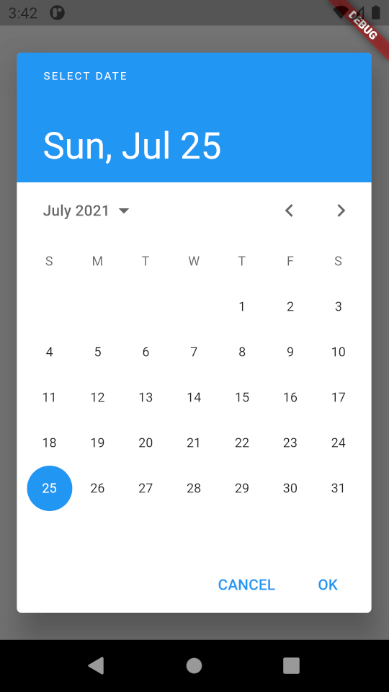 3:42
DEBUG
SELECT DATE
Sun, Jul 25
July 2021
S M T W T F S
1 2 3
4 5 6 7 8 9 10
11 12 13 14 15 16 17
18 19 20 21 22 23 24
25 26 27 28 29 30 31
CANCEL OK